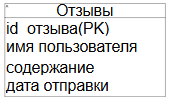 Отзывы
id отзыва(PK)
имя пользователя
содержание
дата отправки